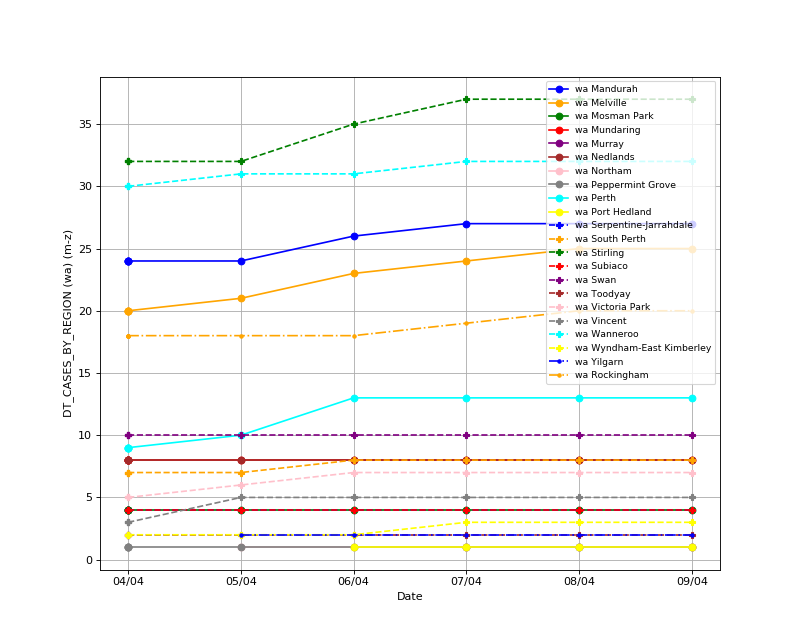 wa Mandurah
wa Melville
wa Mosman Park
wa Mundaring
wa Murray
wa Nedlands
wa Northam
wa Peppermint Grove
wa Perth
wa Port Hedland
wa Serpentine-Jarrahdale
wa South Perth
wa Stirling
wa Subiaco
wa Swan
wa Toodyay
wa Victoria Park
wa Vincent
wa Wanneroo
wa Wyndham-East Kimberley
wa Yilgarn
wa Rockingham
DT_CASES_BY_REGION (wa) (m-z)
35
30
25
20
15
10
5
0
04/04 05/04 06/04 07/04 08/04 09/04
Date